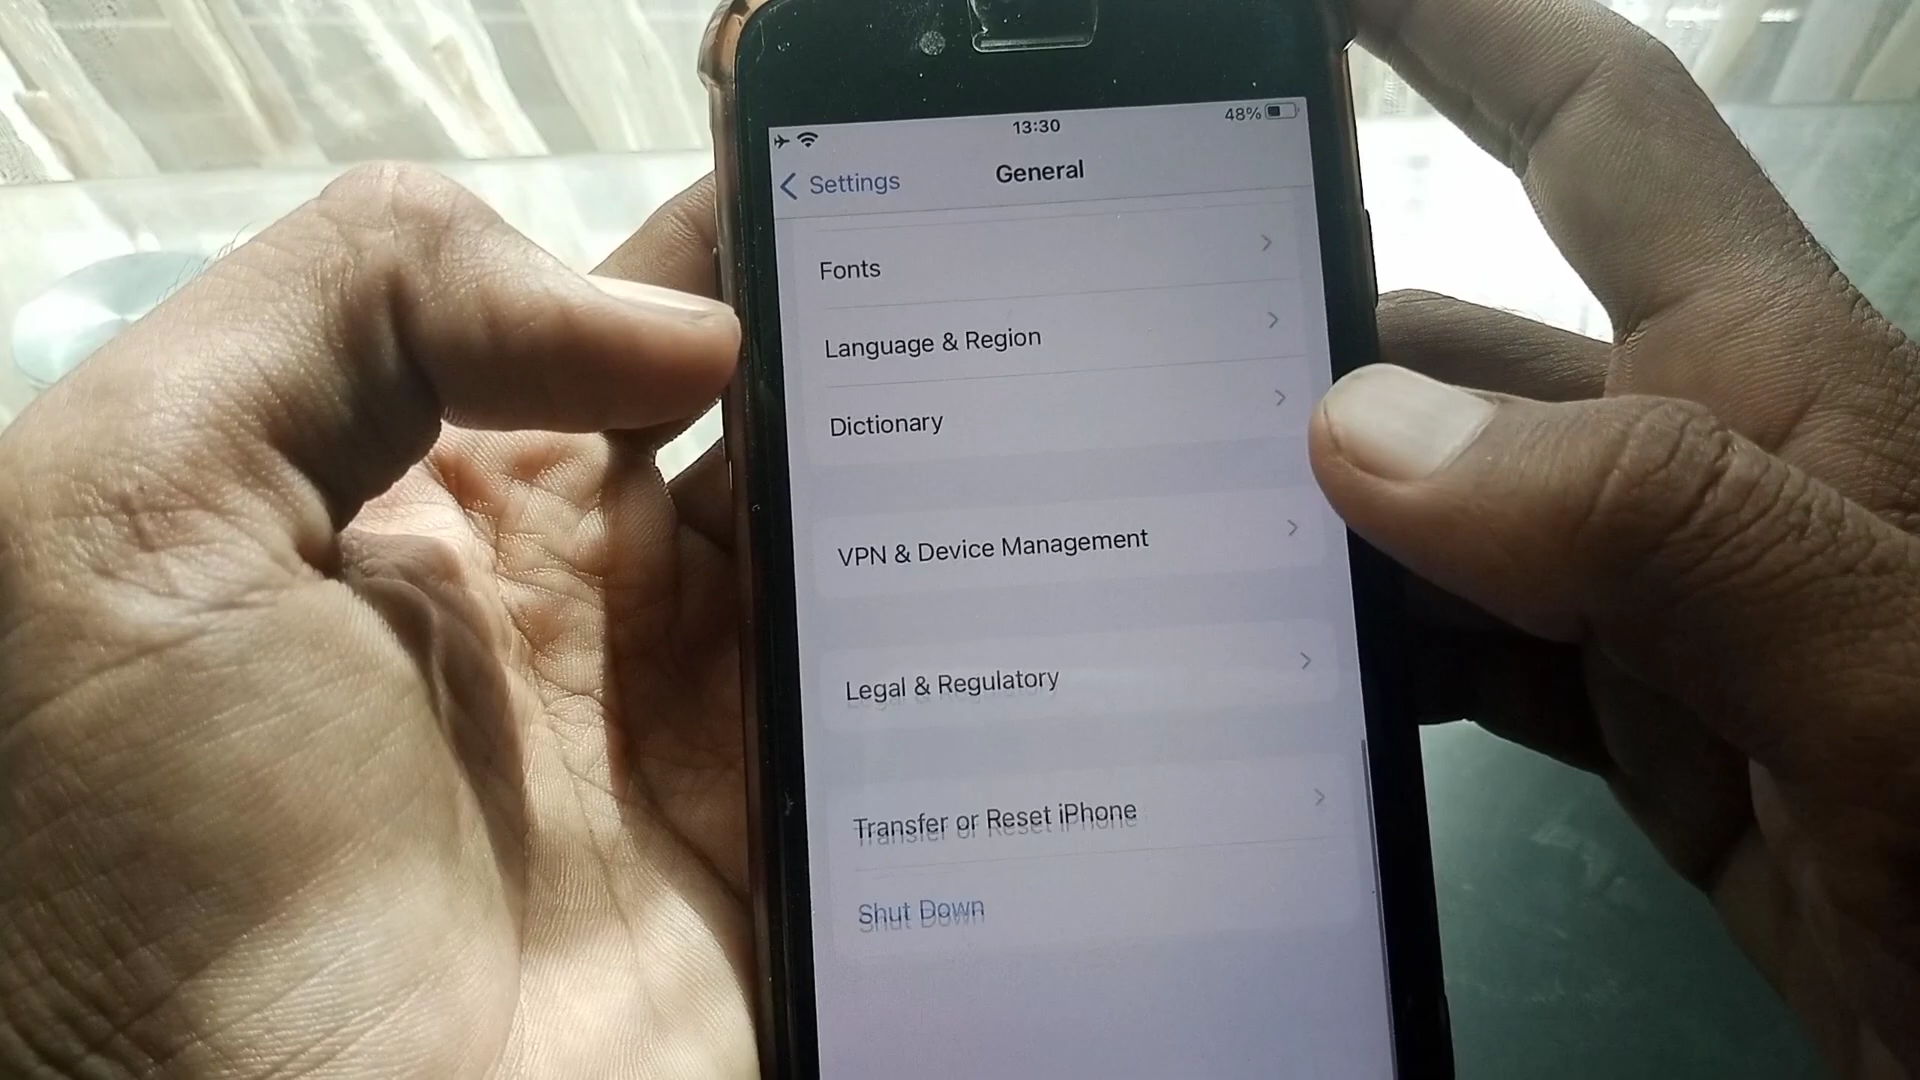 13:30
48%
Settings
General
Fonts
Language & Region
Dictionary
VPN & Device Management
Legal & Regulatory
Transfer or Reset iPhone
Shut Down